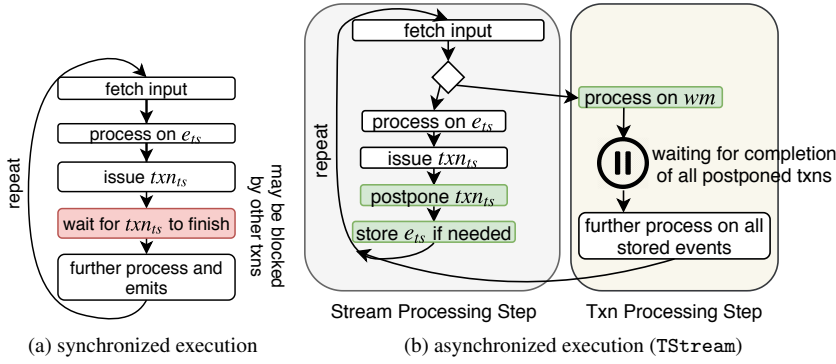 fetch input
process on e_ts
issue txn_ts
wait for txn_ts to finish
further process and
emits
repeat
may be blocked
by other txns
(a) synchronized execution
fetch input
process on e_ts
issue txn_ts
postpone txn_ts
store e_ts if needed
repeat
Stream Processing Step
process on wm
waiting for completion
of all postponed txns
further process on all
stored events
Txn Processing Step
(b) asynchronized execution (TStream)